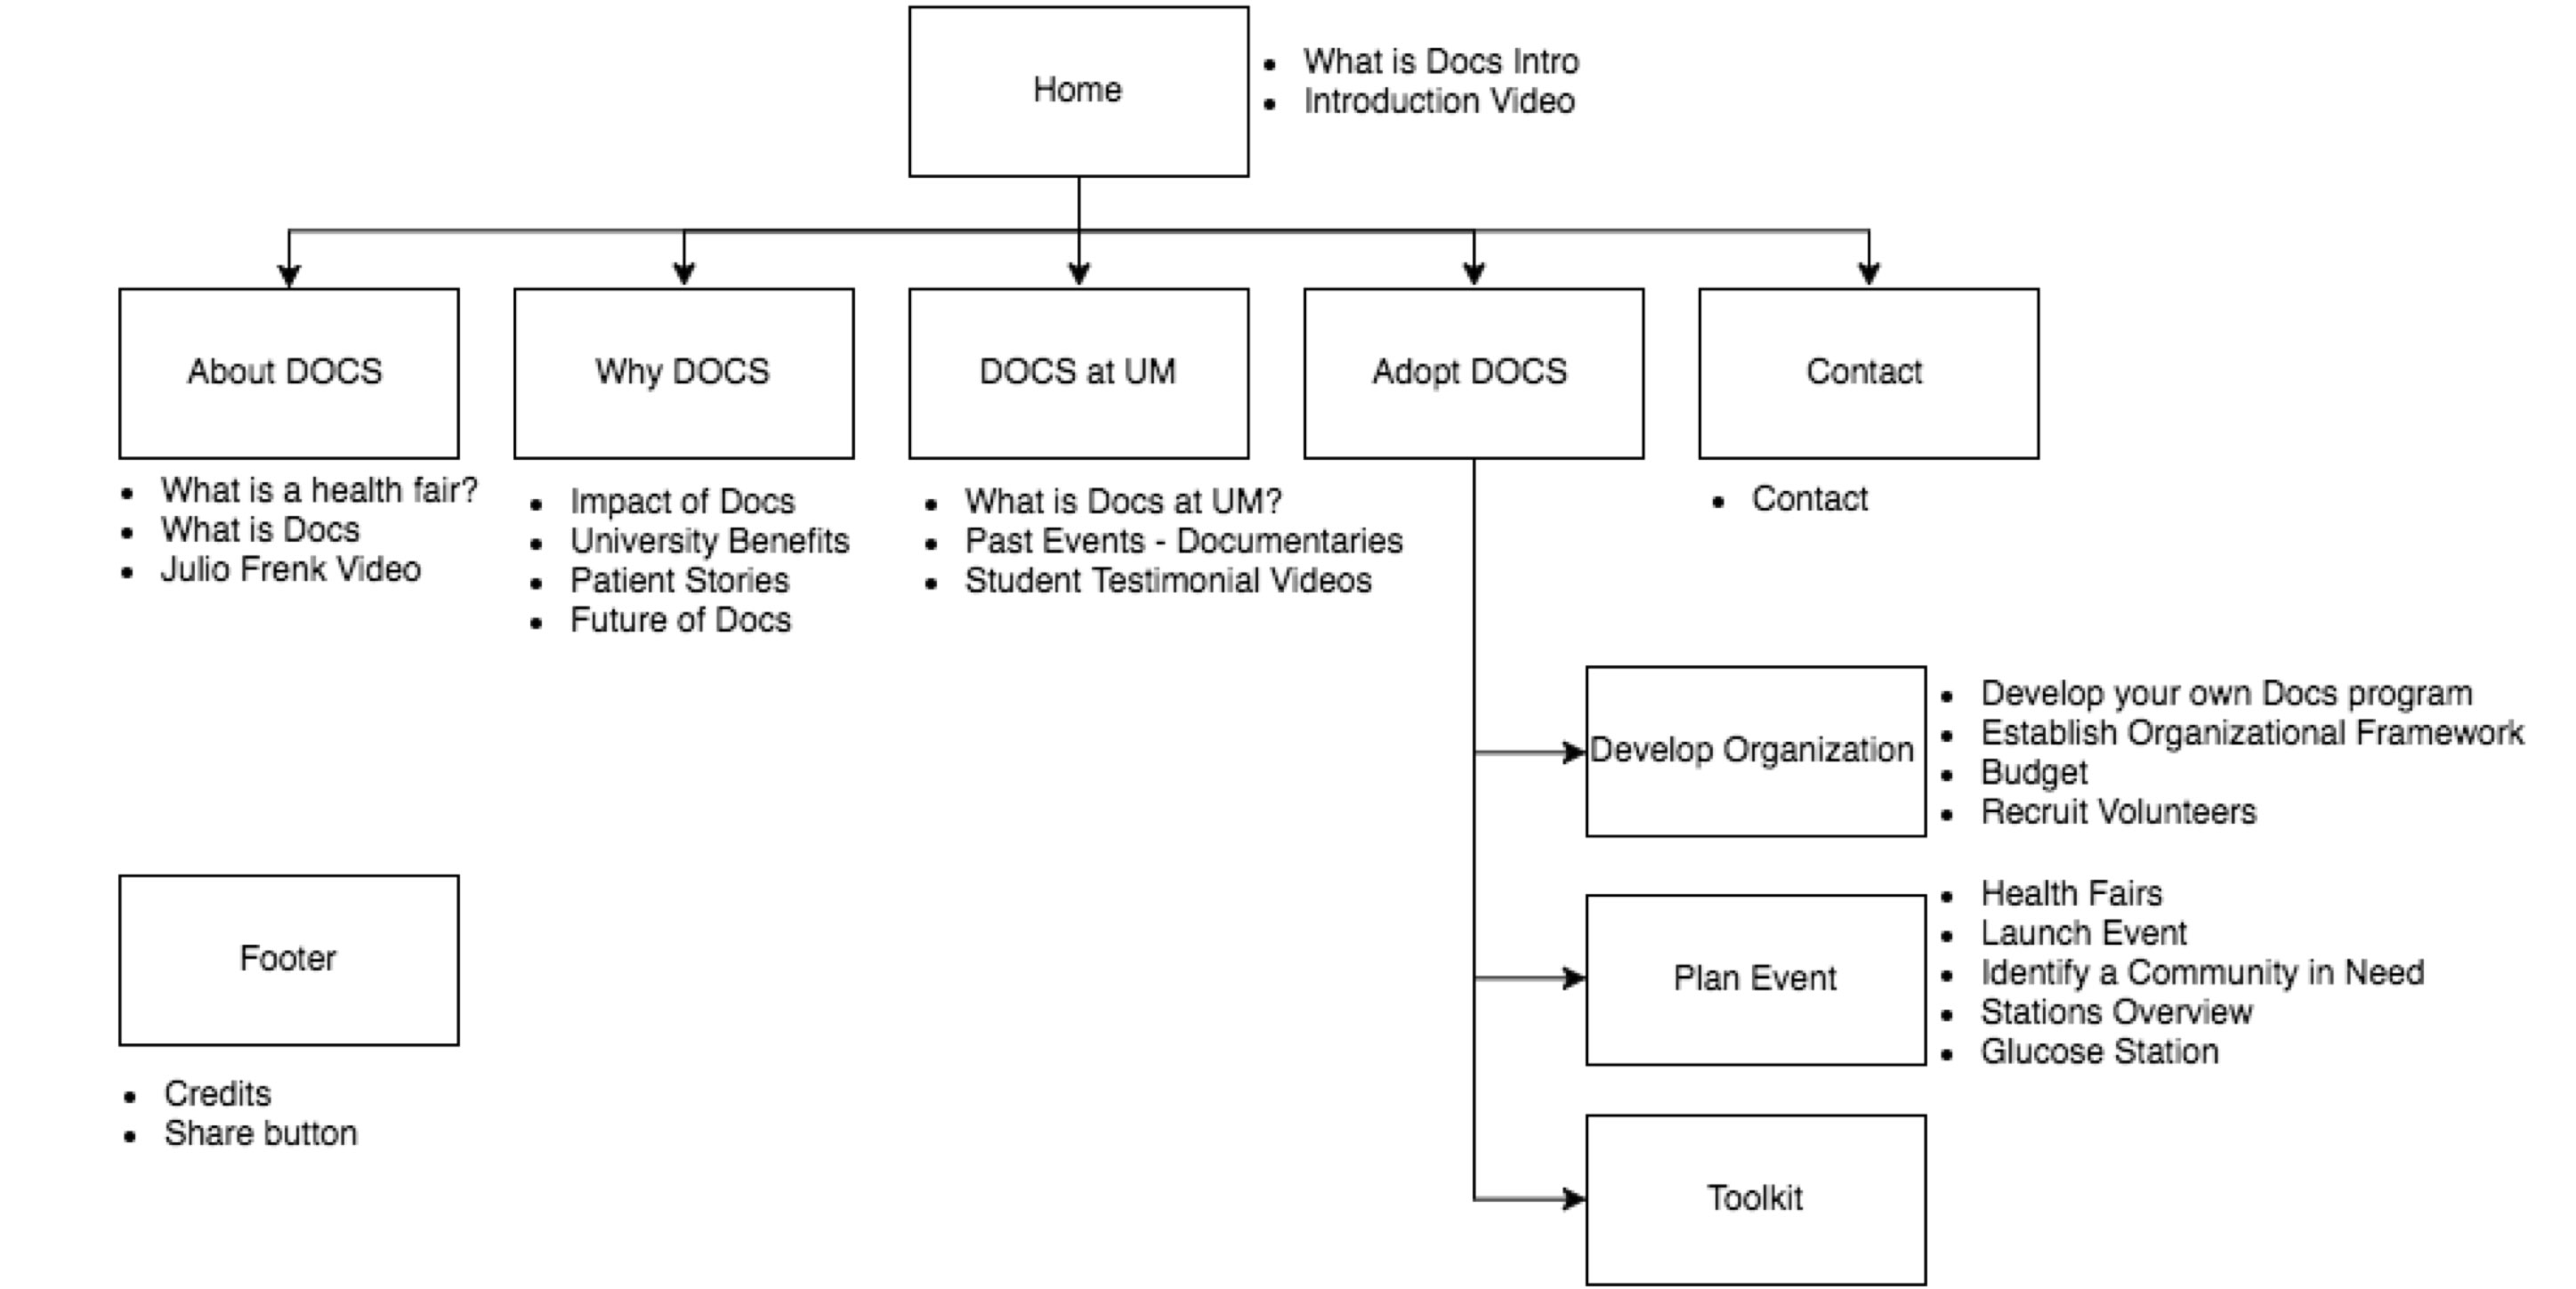 Home
• What is Docs Intro
• Introduction Video
About DOCS
• What is a health fair?
• What is Docs
• Julio Frenk Video
Why DOCS
• Impact of Docs
• University Benefits
• Patient Stories
• Future of Docs
DOCS at UM
• What is Docs at UM?
• Past Events - Documentaries
• Student Testimonial Videos
Adopt DOCS
Contact
• Contact
Develop Organization
• Develop your own Docs program
• Establish Organizational Framework
• Budget
• Recruit Volunteers
Plan Event
• Health Fairs
• Launch Event
• Identify a Community in Need
• Stations Overview
• Glucose Station
Toolkit
Footer
• Credits
• Share button